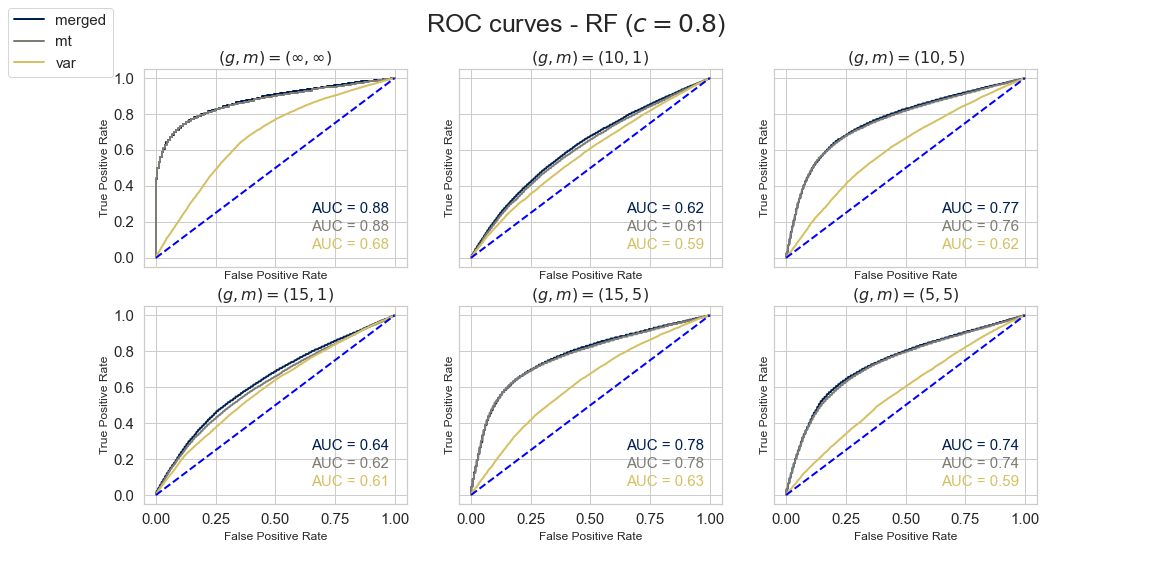 merged
mt
var
ROC curves - RF (c = 0.8)
(g, m) = (∞, ∞)
1.0
0.8
0.6
0.4
0.2
0.0
True Positive Rate
AUC = 0.88
AUC = 0.88
AUC = 0.68
False Positive Rate
(g, m) = (10, 1)
True Positive Rate
AUC = 0.62
AUC = 0.61
AUC = 0.59
False Positive Rate
(g, m) = (10, 5)
True Positive Rate
AUC = 0.77
AUC = 0.76
AUC = 0.62
False Positive Rate
(g, m) = (15, 1)
1.0
0.8
0.6
0.4
0.2
0.0
True Positive Rate
AUC = 0.64
AUC = 0.62
AUC = 0.61
0.00 0.25 0.50 0.75 1.00
False Positive Rate
(g, m) = (15, 5)
True Positive Rate
AUC = 0.78
AUC = 0.78
AUC = 0.63
0.00 0.25 0.50 0.75 1.00
False Positive Rate
(g, m) = (5, 5)
True Positive Rate
AUC = 0.74
AUC = 0.74
AUC = 0.59
0.00 0.25 0.50 0.75 1.00
False Positive Rate